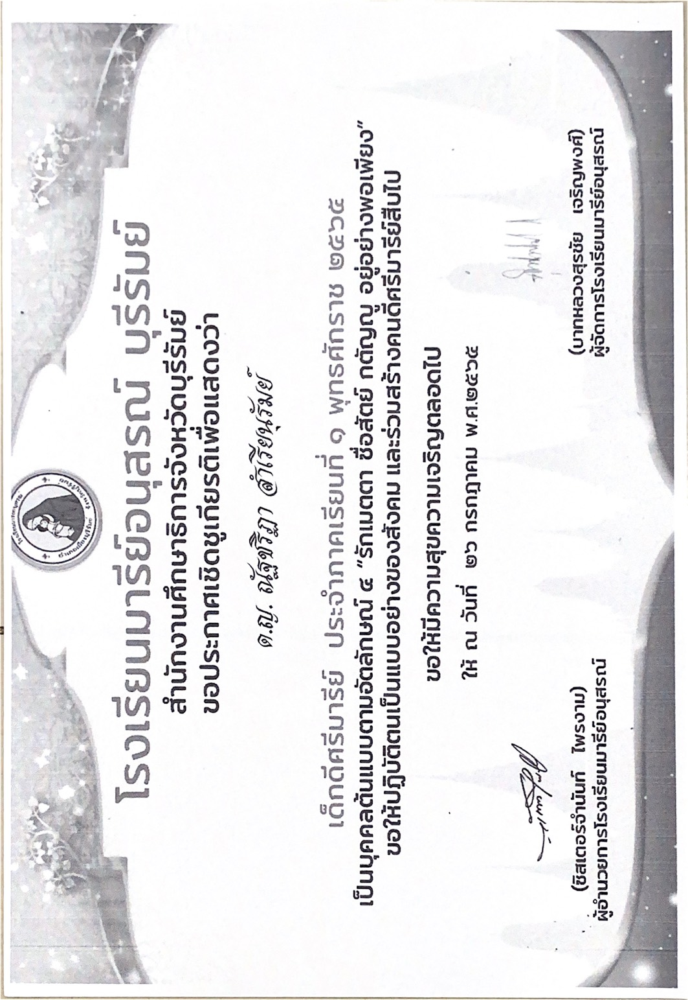 โรงเรียนมารีย์อนุสรณ์ บุรีรัมย์
สำนักงานศึกษาธิการจังหวัดบุรีรัมย์
ขอประกาศเชิดชูเกียรติเพื่อแสดงว่า
ด.ญ. ณัฐชริฎา สำเรียนรัมย์
เด็กดีศรีมารีย์ ประจำภาคเรียนที่ ๑ พุทธศักราช ๒๕๖๕
เป็นบุคคลต้นแบบตามอัตลักษณ์ ๔ "รักเมตตา ซื่อสัตย์ กตัญญู อยู่อย่างพอเพียง"
ขอให้ปฏิบัติตนเป็นแบบอย่างของสังคม และร่วมสร้างคนดีศรีมารีย์สืบไป
ขอให้มีความสุขความเจริญตลอดไป
ให้ ณ วันที่ ๒๖ กรกฎาคม พ.ศ.๒๕๖๕
(ซิสเตอร์จำนันท์ ไพรงาม)
ผู้อำนวยการโรงเรียนมารีย์อนุสรณ์
(บาทหลวงสุรชัย เจริญพงศ์)
ผู้จัดการโรงเรียนมารีย์อนุสรณ์